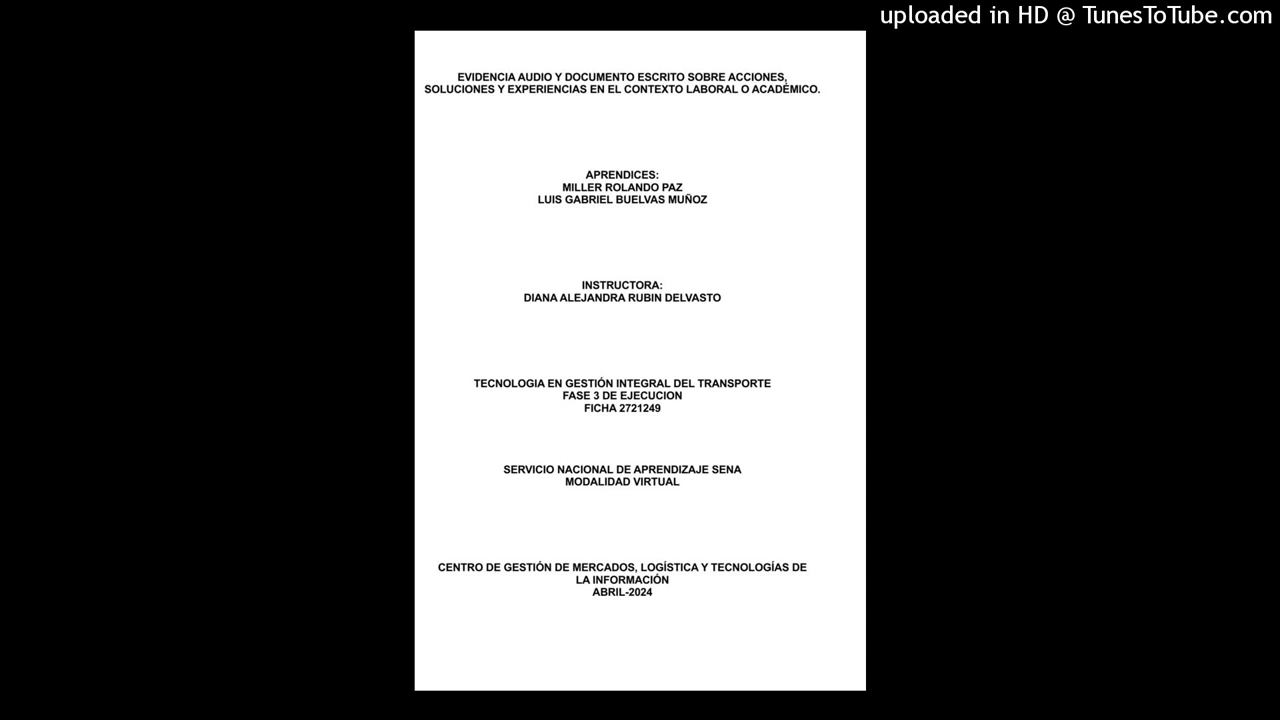 uploaded in HD @ TunesToTube.com
EVIDENCIA AUDIO Y DOCUMENTO ESCRITO SOBRE ACCIONES,
SOLUCIONES Y EXPERIENCIAS EN EL CONTEXTO LABORAL O ACADÉMICO.
APRENDICES:
MILLER ROLANDO PAZ
LUIS GABRIEL BUELVAS MUÑOZ
INSTRUCTORA:
DIANA ALEJANDRA RUBIN DELVASTO
TECNOLOGIA EN GESTIÓN INTEGRAL DEL TRANSPORTE
FASE 3 DE EJECUCION
FICHA 2721249
SERVICIO NACIONAL DE APRENDIZAJE SENA
MODALIDAD VIRTUAL
CENTRO DE GESTIÓN DE MERCADOS, LOGÍSTICA Y TECNOLOGÍAS DE
LA INFORMACIÓN
ABRIL-2024